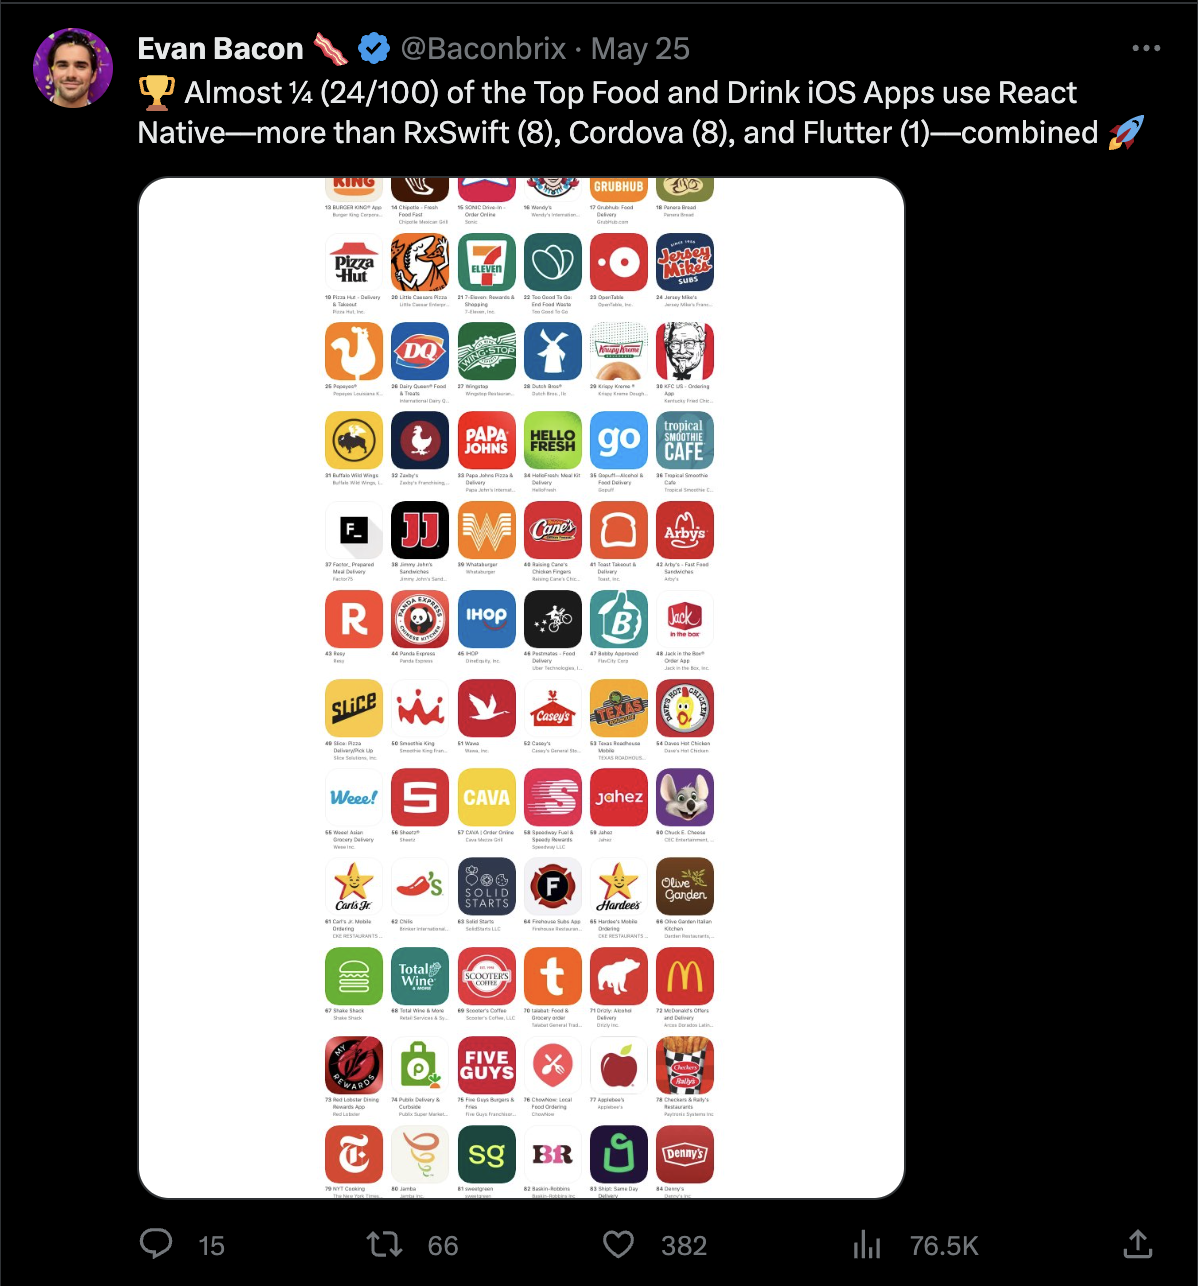 Evan Bacon 🥓 @Baconbrix · May 25
🏆 Almost ¼ (24/100) of the Top Food and Drink iOS Apps use React
Native—more than RxSwift (8), Cordova (8), and Flutter (1)—combined 🚀
KING
GRUBHUB
13 BURGER KING® App
Burger King Corpora...
14 Chipotle - Fresh
Food Fast
Chipotle Mexican Grill
15 SONIC Drive-In -
Order Online
Sonic
16 Wendy's
Wendy's Internation...
17 Grubhub: Food
Delivery
GrubHub.com
18 Panera Bread
Panera Bread
Pizza
Hut
7
ELEVEN
SINCE 1956
Jersey
Mike's
SUBS
19 Pizza Hut - Delivery
& Takeout
Pizza Hut, Inc.
20 Little Caesars Pizza
Little Caesar Enterpr...
21 7-Eleven: Rewards &
Shopping
7-Eleven, Inc.
22 Too Good To Go:
End Food Waste
Too Good To Go
23 OpenTable
OpenTable, Inc.
24 Jersey Mike's
Jersey Mike's Fran...
DQ
WING·STOP
Krispy Kreme
25 Popeyes®
Popeyes Louisiana K...
26 Dairy Queen® Food
& Treats
International Dairy Q...
27 Wingstop
Wingstop Restauran...
28 Dutch Bros
Dutch Bros., llc
29 Krispy Kreme ®
Krispy Kreme Dough...
30 KFC US - Ordering
App
Kentucky Fried Chic...
PAPA
JOHNS
HELLO
FRESH
go
tropical
SMOOTHIE
CAFE
31 Buffalo Wild Wings
Buffalo Wild Wings, I...
32 Zaxby's
Zaxby's Franchising...
33 Papa Johns Pizza &
Delivery
Papa John's Internat...
34 HelloFresh: Meal Kit
Delivery
HelloFresh
35 Gopuff—Alcohol &
Food Delivery
Gopuff
36 Tropical Smoothie
Cafe
Tropical Smoothie C...
F_
JJ
W
Cane's
Arby's
37 Factor_ Prepared
Meal Delivery
Factor75
38 Jimmy John's
Sandwiches
Jimmy John's Sand...
39 Whataburger
Whataburger
40 Raising Cane's
Chicken Fingers
Raising Cane's Chic...
41 Toast Takeout &
Delivery
Toast, Inc.
42 Arby's - Fast Food
Sandwiches
Arby's
R
PANDA EXPRESS
CHINESE KITCHEN
IHOP
B
Jack
in the box
43 Resy
Resy
44 Panda Express
Panda Express
45 IHOP
DineEquity, Inc.
46 Postmates - Food
Delivery
Uber Technologies, I...
47 Bobby Approved
FlavCity Corp
48 Jack in the Box®
Order App
Jack in the Box, Inc.
SLICE
Casey's
TEXAS
ROADHOUSE
DAVE'S HOT CHICKEN
49 Slice: Pizza
Delivery/Pick Up
Slice Solutions, Inc.
50 Smoothie King
Smoothie King Fran...
51 Wawa
Wawa, Inc.
52 Casey's
Casey's General Sto...
53 Texas Roadhouse
Mobile
TEXAS ROADHOUS...
54 Daves Hot Chicken
Dave's Hot Chicken
Weee!
S
CAVA
S
jahez
55 Weee! Asian
Grocery Delivery
Weee Inc.
56 Sheetz®
Sheetz
57 CAVA | Order Online
Cava Mezze Grill
58 Speedway Fuel &
Speedy Rewards
Speedway LLC
59 Jahez
Jahez
60 Chuck E. Cheese
CEC Entertainment, ...
Carl's Jr.
's
SOLID
STARTS
F
Hardee's
Olive
Garden
61 Carl's Jr. Mobile
Ordering
CKE RESTAURANTS...
62 Chilis
Brinker International...
63 Solid Starts
SolidStarts LLC
64 Firehouse Subs App
Firehouse Restauran...
65 Hardee's Mobile
Ordering
CKE RESTAURANTS ...
66 Olive Garden Italian
Kitchen
Darden Restaurants,...
Total
Wine
& MORE
SCOOTER'S
COFFEE
t
67 Shake Shack
Shake Shack
68 Total Wine & More
Retail Services & Sy...
69 Scooter's Coffee
Scooter's Coffee, LLC
70 talabat: Food &
Grocery order
Talabat General Trad...
71 Drizly: Alcohol
Delivery
Drizly Inc.
72 McDonald's Offers
and Delivery
Arcos Dorados Latin...
MY
REWARDS
p
FIVE
GUYS
Checkers
Rally's
73 Red Lobster Dining
Rewards App
Red Lobster
74 Publix Delivery &
Curbside
Publix Super Market...
75 Five Guys Burgers &
Fries
Five Guys Franchisor...
76 ChowNow: Local
Food Ordering
ChowNow
77 Applebee's
Applebee's
78 Checkers & Rally's
Restaurants
Paytronix Systems Inc
T
sg
BR
Denny's
79 NYT Cooking
The New York Times...
80 Jamba
Jamba Inc.
81 sweetgreen
sweetgreen
82 Baskin-Robbins
Baskin-Robbins Inc
83 Shipt: Same Day
Delivery
84 Denny's
Denny's Inc
15
66
382
76.5K